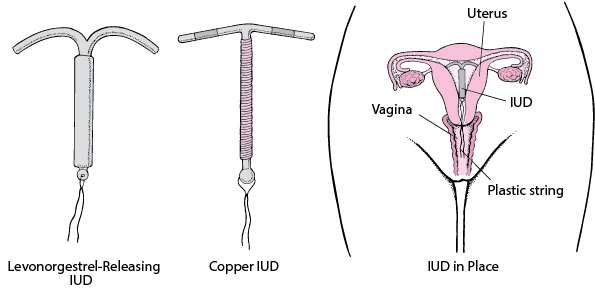 Uterus
IUD
Vagina
Plastic string
Levonorgestrel-Releasing
IUD
Copper IUD
IUD in Place